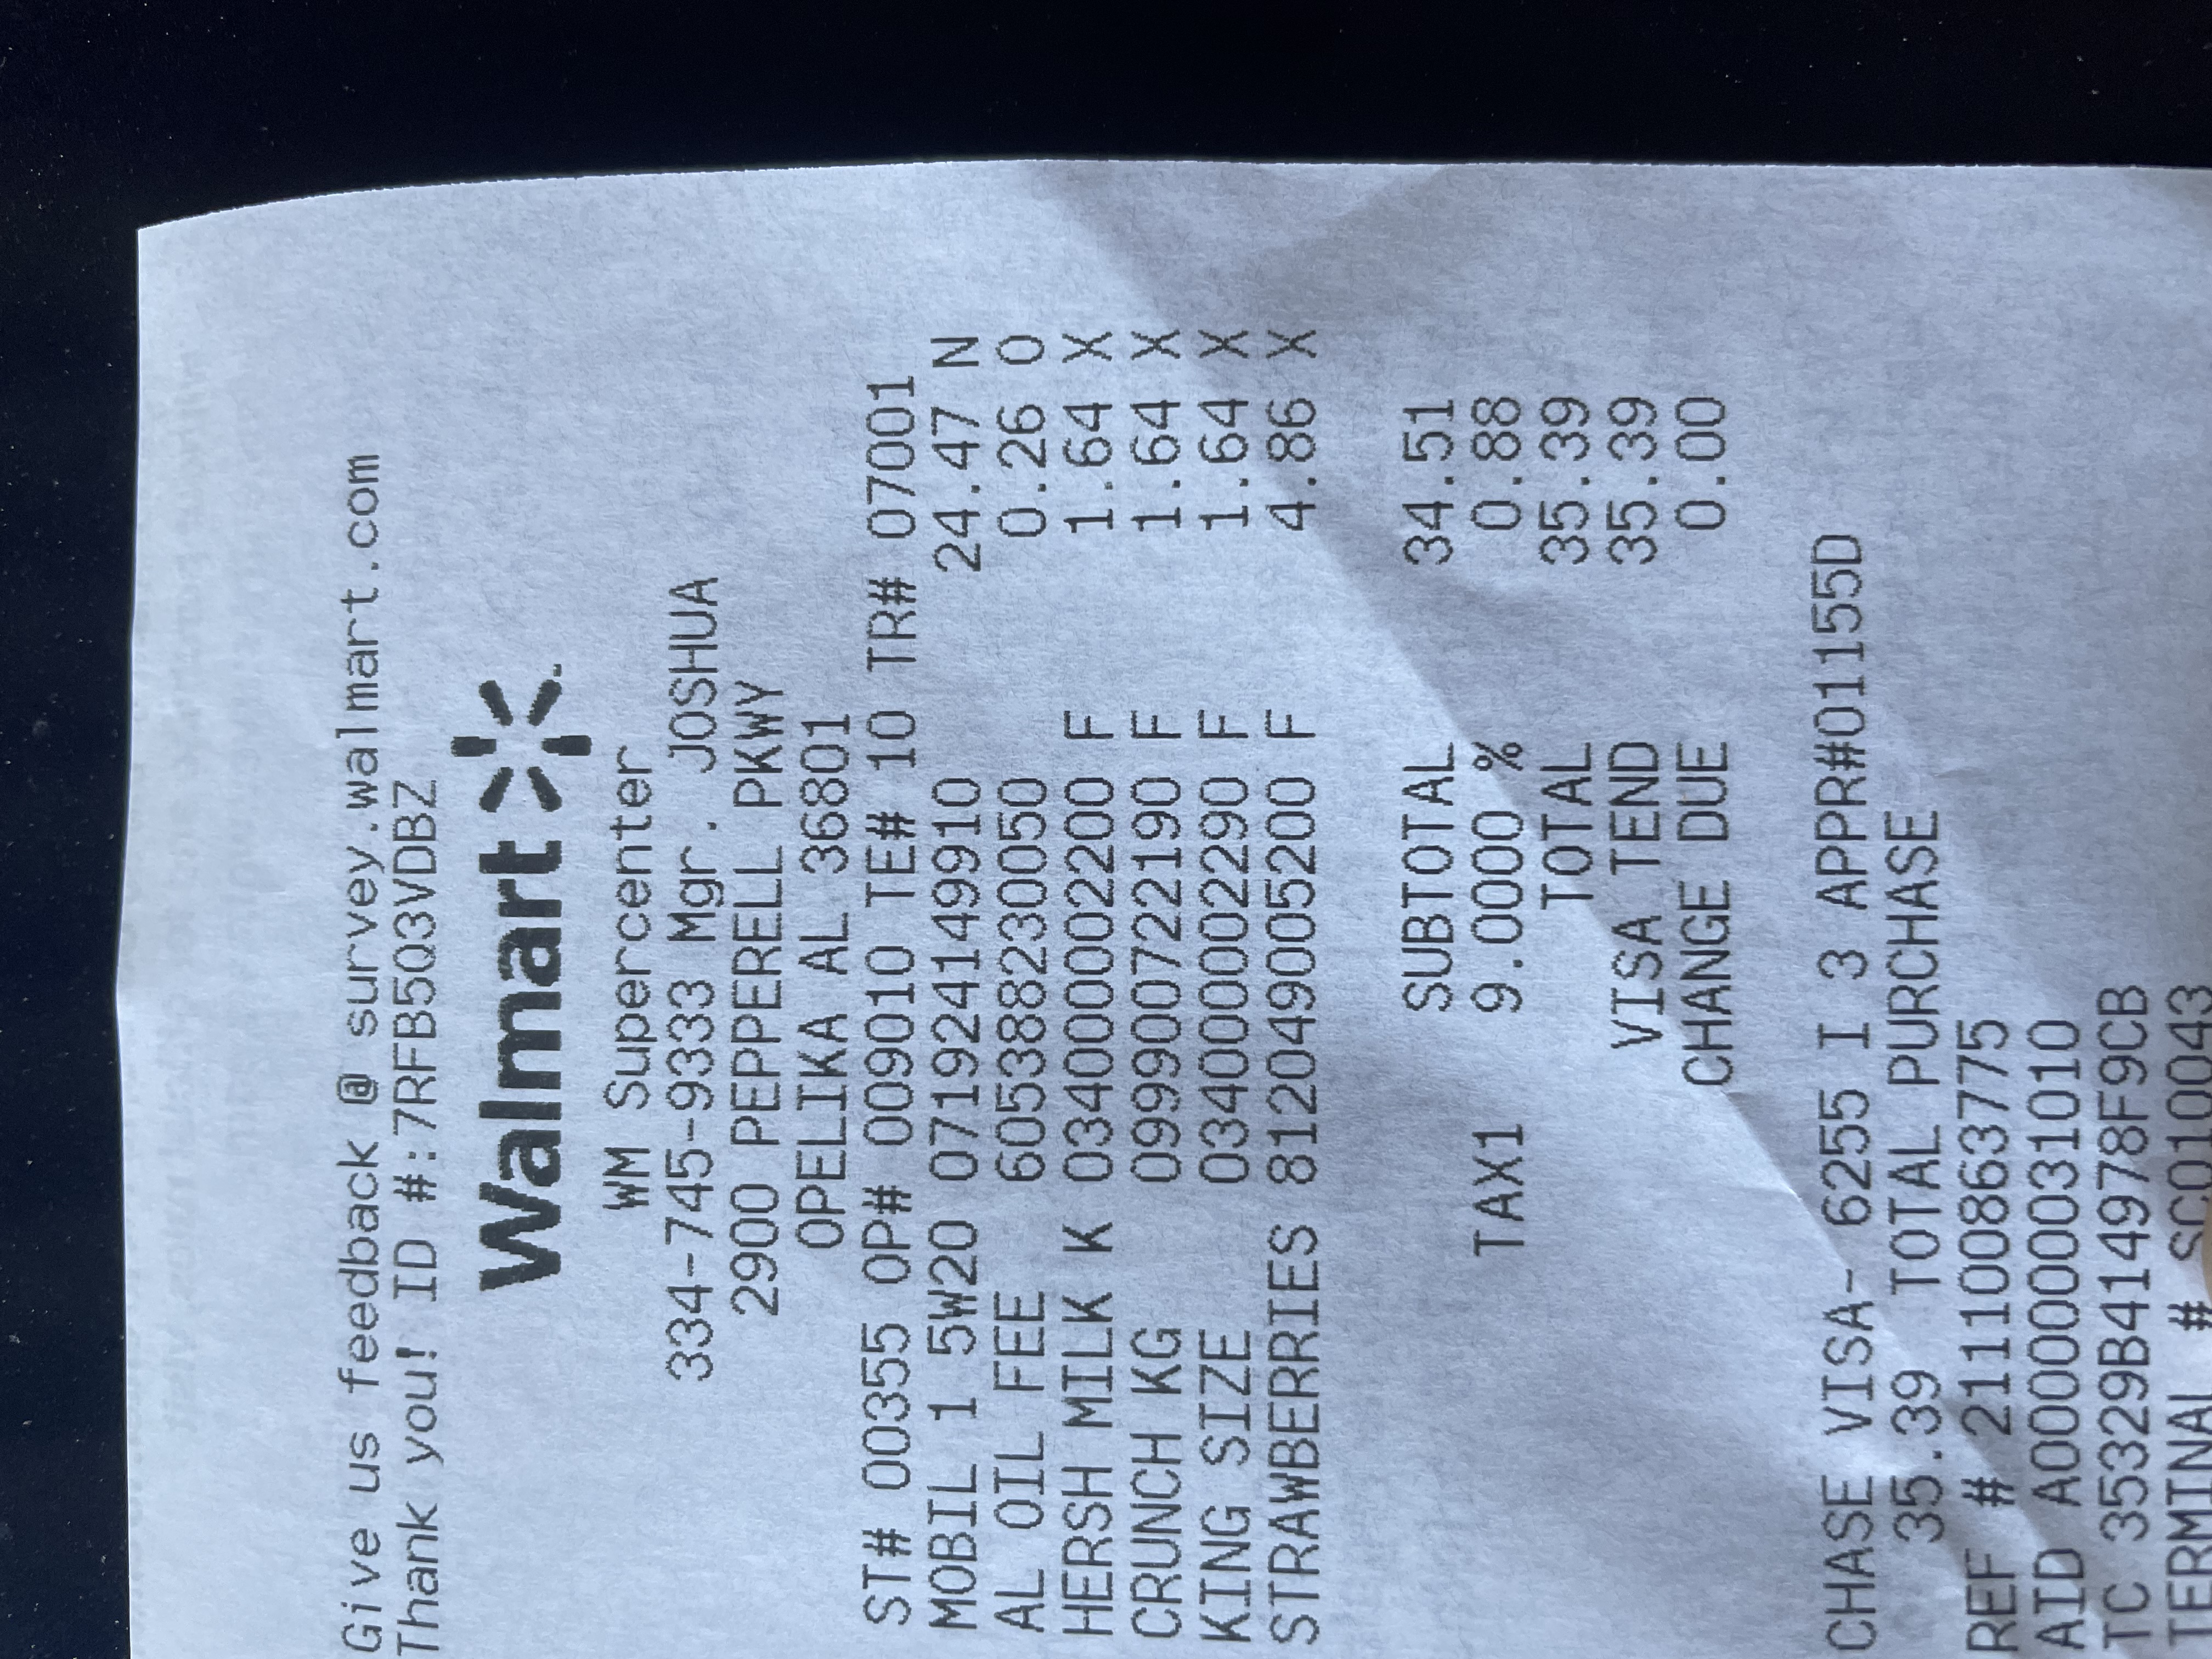 Give us feedback @ survey.walmart.com
Thank you! ID #:7RFB5Q3VDBZ
Walmart
WM Supercenter
334-745-9333 Mgr. JOSHUA
2900 PEPPERELL PKWY
OPELIKA AL 36801
ST# 00355 OP# 009010 TE# 10 TR# 07001
MOBIL 1 5W20 071924149910 24.47 N
AL OIL FEE 605388230050 0.26 O
HERSH MILK K 034000002200 F 1.64 X
CRUNCH KG 099900722190 F 1.64 X
KING SIZE 034000002290 F 1.64 X
STRAWBERRIES 812049005200 F 4.86 X
SUBTOTAL 34.51
TAX1 9.0000 % 0.88
TOTAL 35.39
VISA TEND 35.39
CHANGE DUE 0.00
CHASE VISA- 6255 I 3 APPR#01155D
35.39 TOTAL PURCHASE
REF # 211100863775
AID A0000000031010
TC 35329B414978F9CB
TERMINAL # SC010043